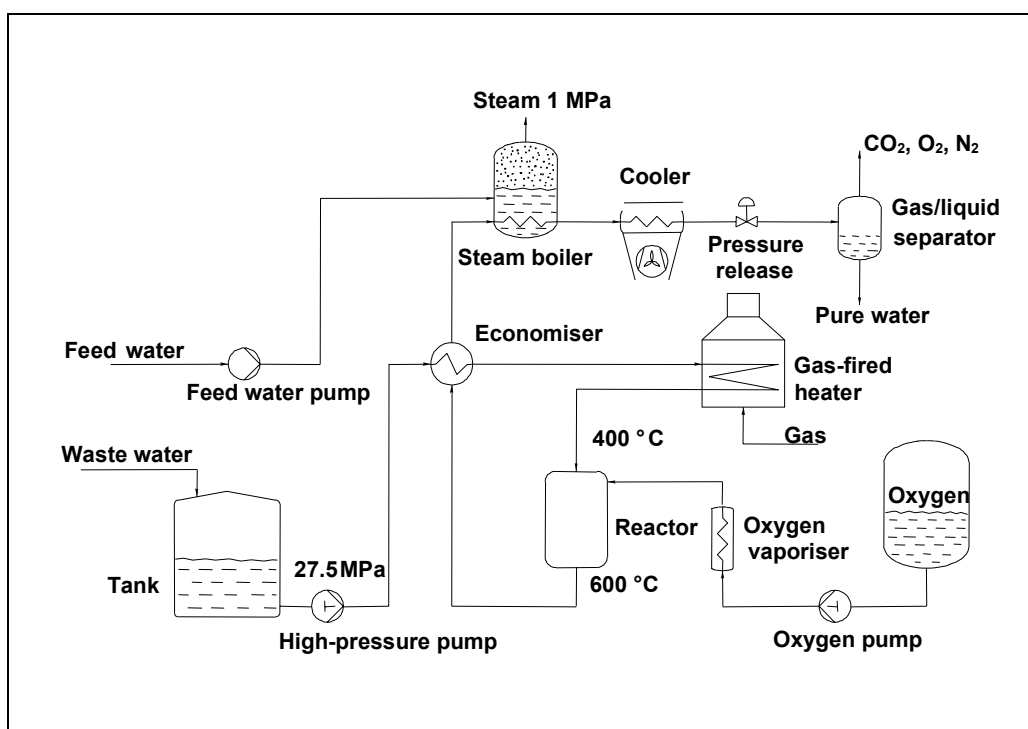 Steam 1 MPa
CO₂, O₂, N₂
Cooler
Gas/liquid
separator
Steam boiler
Pressure
release
Pure water
Economiser
Feed water
Feed water pump
Gas-fired
heater
400 °C
Gas
Waste water
Oxygen
Reactor
Oxygen
vaporiser
27.5 MPa
Tank
600 °C
High-pressure pump
Oxygen pump